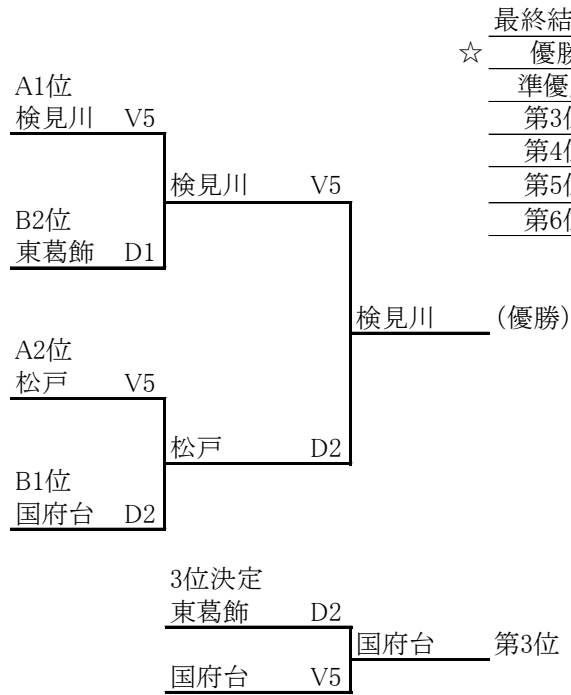 最終結
☆ 優勝
準優
第3位
第4位
第5位
第6位
A1位
検見川 V5
検見川 V5
B2位
東葛飾 D1
検見川 (優勝)
A2位
松戸 V5
松戸 D2
B1位
国府台 D2
3位決定
東葛飾 D2
国府台 第3位
国府台 V5